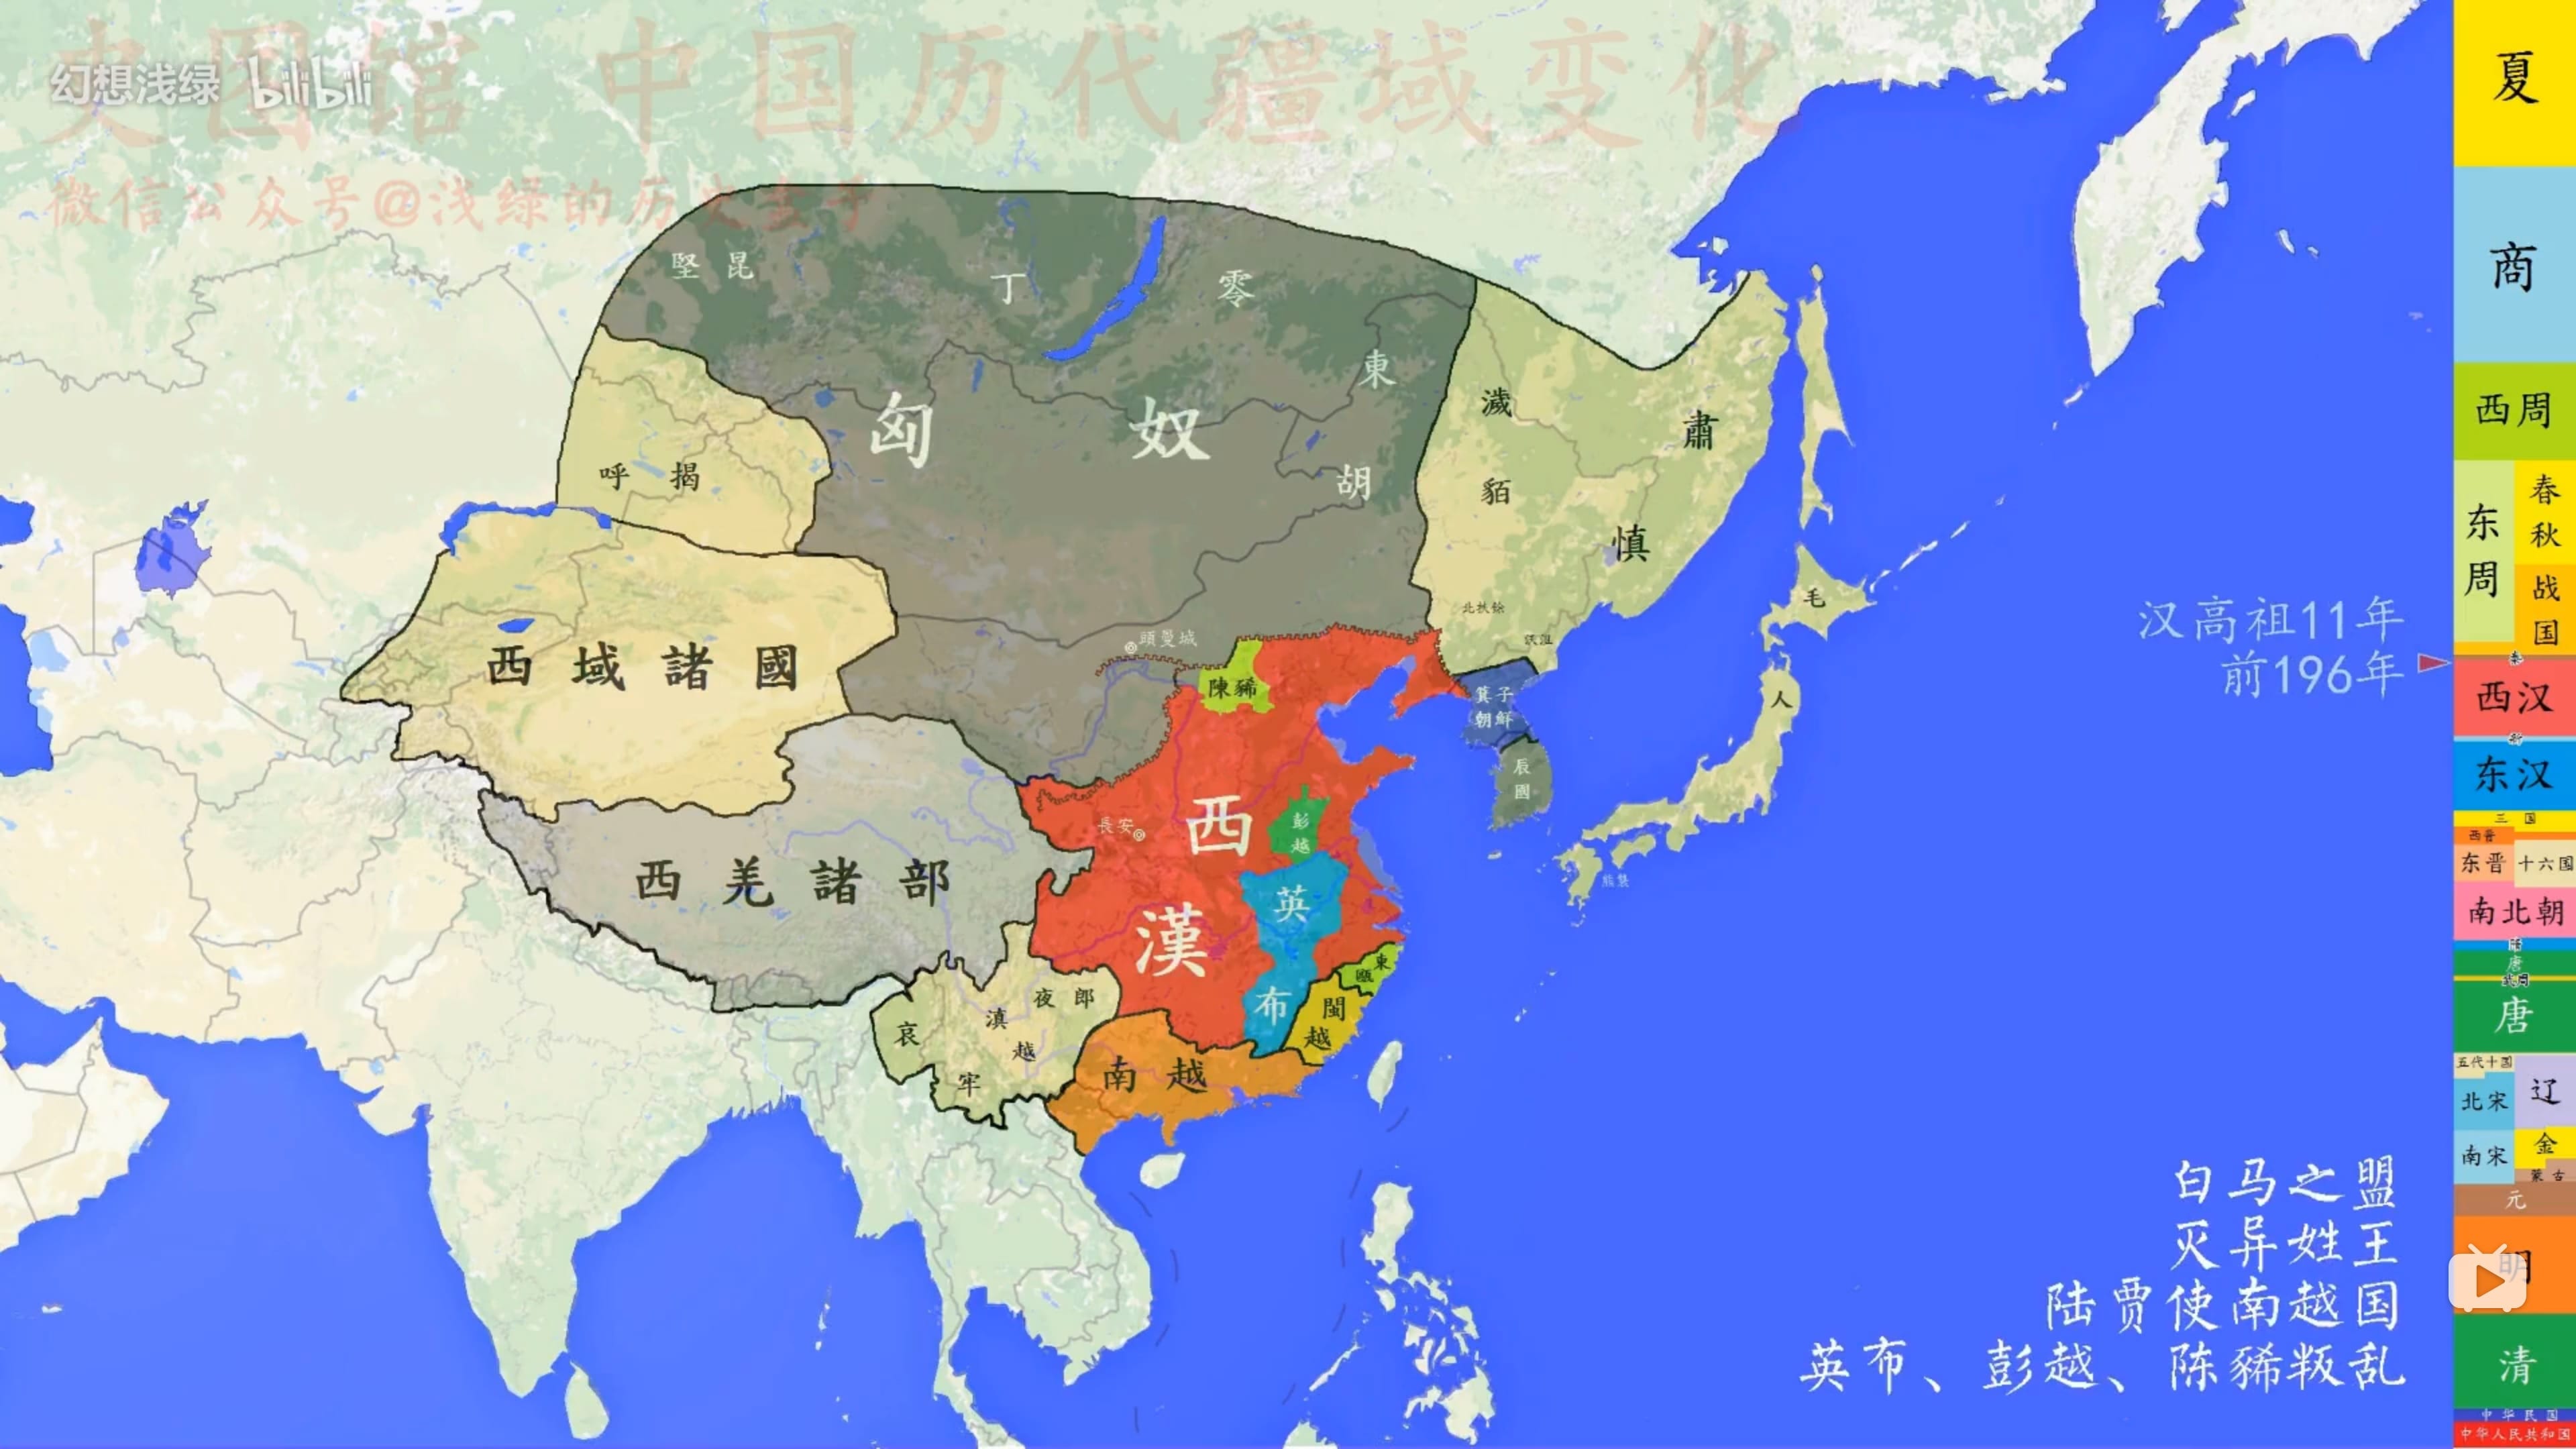 史图馆 中国历代疆域变化
幻想浅绿 bilibili
微信公众号@浅绿的历史
堅昆
丁零
東胡
匈奴
呼揭
濊貊
肅慎
北扶餘
沃沮
西域諸國
頭曼城
陳豨
箕子
朝鮮
辰國
毛人
熊襲
西羌諸部
長安
西漢
彭越
英布
東甌
閩越
南越
夜郎
滇越
哀牢
汉高祖11年
前196年
白马之盟
灭异姓王
陆贾使南越国
英布、彭越、陈豨叛乱
夏
商
西周
东周
春秋
战国
秦
西汉
新
东汉
三国
西晋
东晋
十六国
南北朝
隋
唐
武周
唐
五代十国
辽
北宋
南宋
金
蒙古
元
明
清
中华民国
中华人民共和国